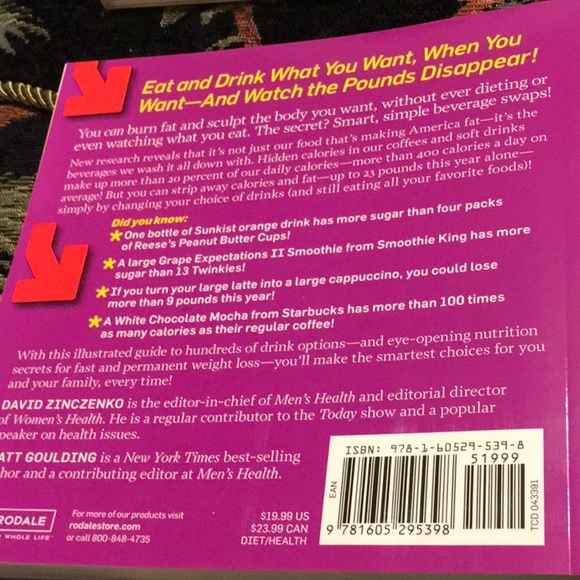 Eat and Drink What You Want, When You
Want—And Watch the Pounds Disappear!
You can burn fat and sculpt the body you want, without ever dieting or
even watching what you eat. The secret? Smart, simple beverage swaps!
New research reveals that it's not just our food that's making America fat—it's the
beverages we wash it all down with. Hidden calories in our coffees and soft drinks
make up more than 20 percent of our daily calories—more than 400 calories a day on
average! But you can strip away calories and fat—up to 23 pounds this year alone—
simply by changing your choice of drinks (and still eating all your favorite foods)!
Did you know:
* One bottle of Sunkist orange drink has more sugar than four packs
of Reese's Peanut Butter Cups!
* A large Grape Expectations II Smoothie from Smoothie King has more
sugar than 13 Twinkies!
* If you turn your large latte into a large cappuccino, you could lose
more than 9 pounds this year!
* A White Chocolate Mocha from Starbucks has more than 100 times
as many calories as their regular coffee!
With this illustrated guide to hundreds of drink options—and eye-opening nutrition
secrets for fast and permanent weight loss—you'll make the smartest choices for you
and your family, every time!
DAVID ZINCZENKO is the editor-in-chief of Men's Health and editorial director
of Women's Health. He is a regular contributor to the Today show and a popular
peaker on health issues.
ATT GOULDING is a New York Times best-selling
hor and a contributing editor at Men's Health.
RODALE
WHOLE LIFE™
For more of our products visit
rodalestore.com
or call 800-848-4735
$19.99 US
$23.99 CAN
DIET/HEALTH
ISBN: 978-1-60529-539-8
51999
EAN
9 781605 295398
TCD 043391